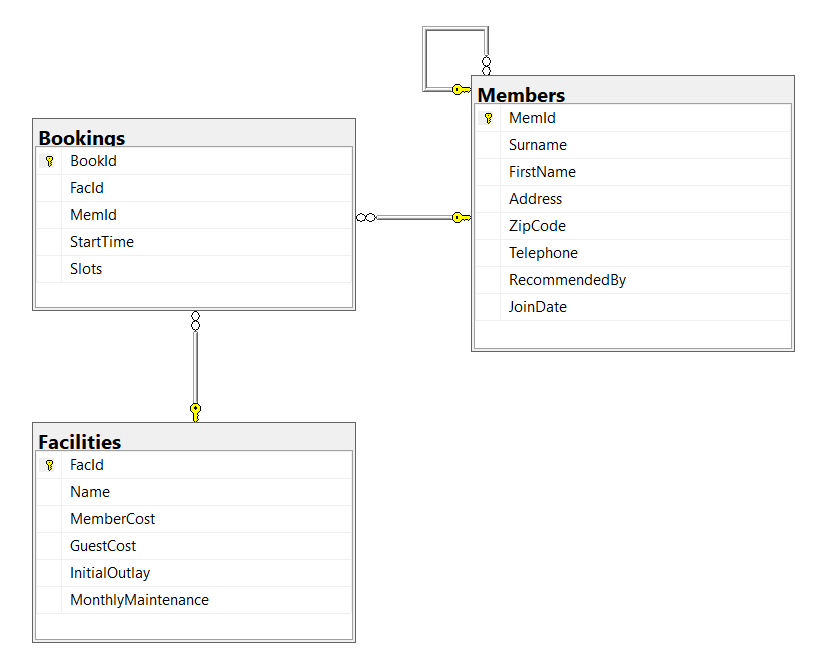 Members
MemId
Surname
FirstName
Address
ZipCode
Telephone
RecommendedBy
JoinDate
Bookings
BookId
FacId
MemId
StartTime
Slots
Facilities
FacId
Name
MemberCost
GuestCost
InitialOutlay
MonthlyMaintenance